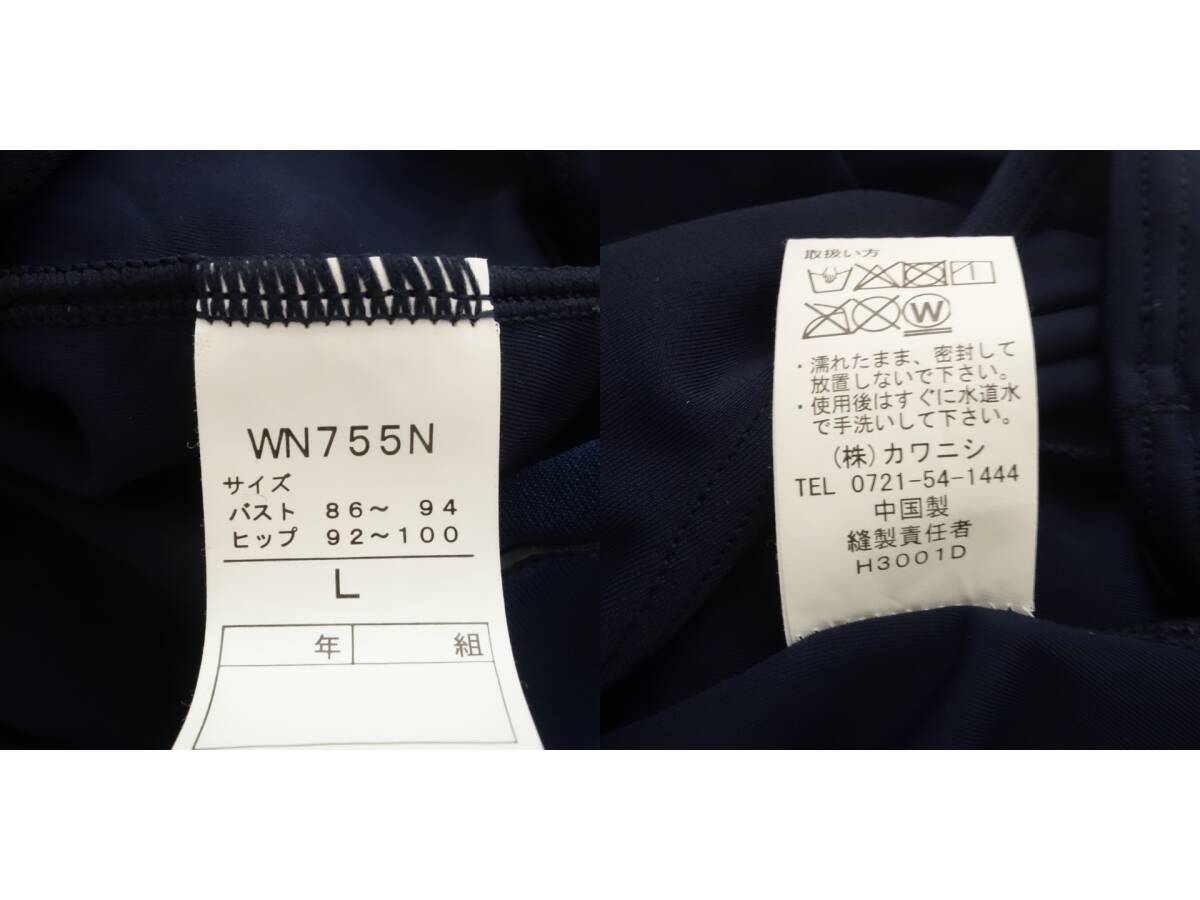 WN755N
サイズ
バスト 86～ 94
ヒップ 92～100
L
年 組
取扱い方
W
・濡れたまま、密封して
放置しないで下さい。
・使用後はすぐに水道水
で手洗いして下さい。
(株)カワニシ
TEL 0721-54-1444
中国製
縫製責任者
H3001D